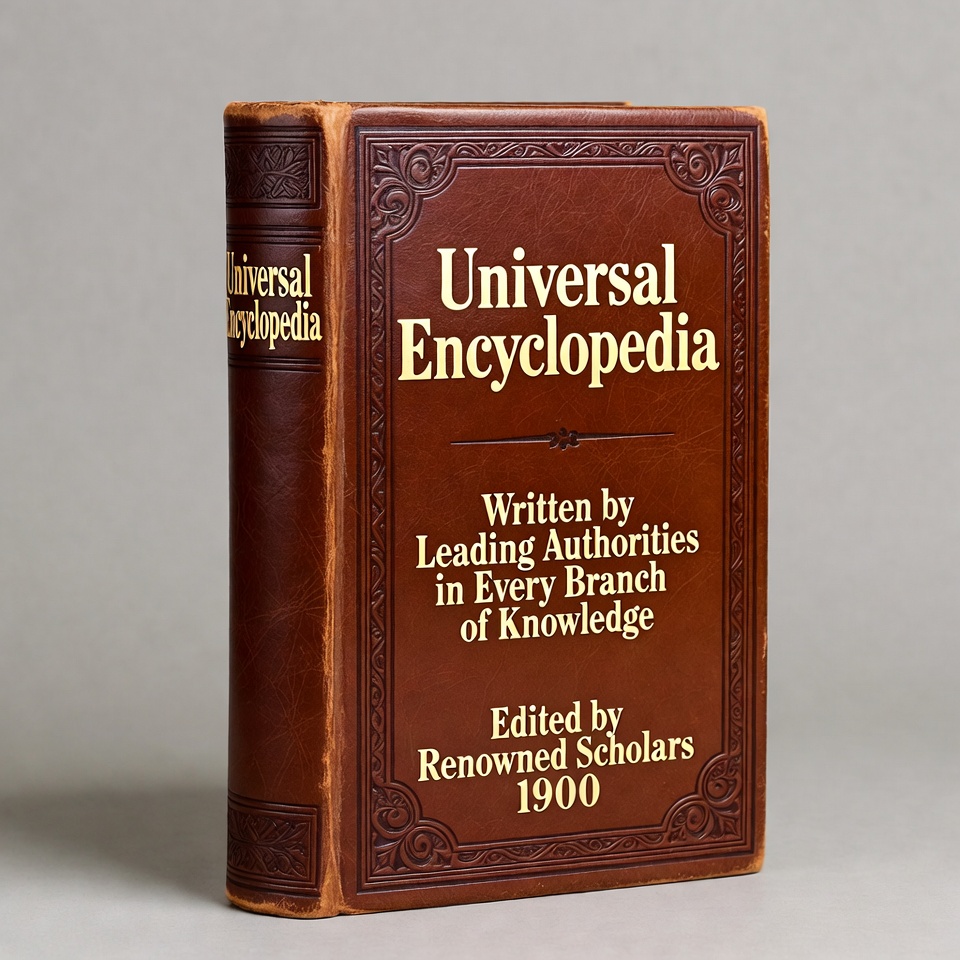 Universal
Encyclopedia
Universal
Encyclopedia
Written by
Leading Authorities
in Every Branch
of Knowledge
Edited by
Renowned Scholars
1900